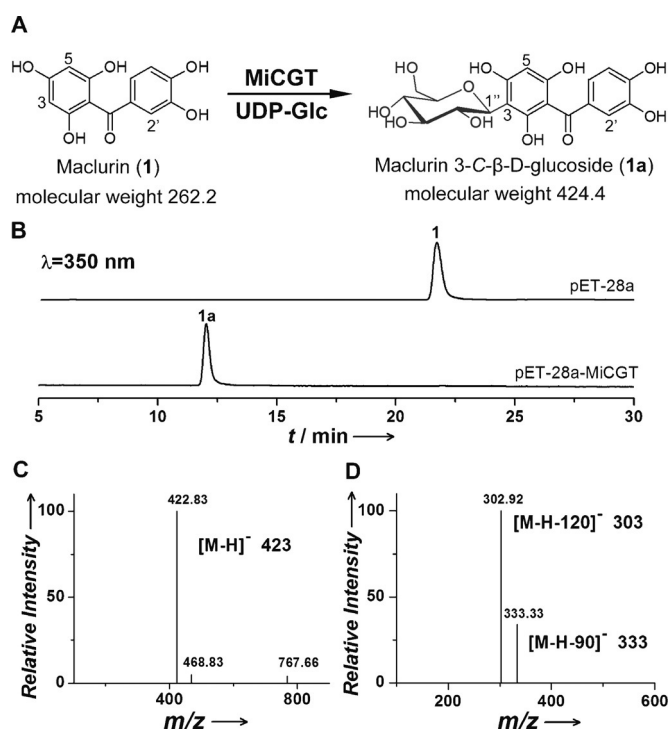 A
HO 5 OH OH
MiCGT
HO OH OH
3 OH
OH O 2'
UDP-Glc
HO 5 OH OH
HO O 1''
HO HO OH 3 OH
OH O 2'
Maclurin (1)
molecular weight 262.2
Maclurin 3-C-β-D-glucoside (1a)
molecular weight 424.4
B
λ=350 nm
1
pET-28a
1a
pET-28a-MiCGT
5 10 15 20 25 30
t / min
C
Relative Intensity
100
50
0
422.83
[M-H]⁻ 423
468.83
767.66
400 800
m/z
D
Relative Intensity
100
50
0
302.92
[M-H-120]⁻ 303
333.33
[M-H-90]⁻ 333
200 400 600
m/z